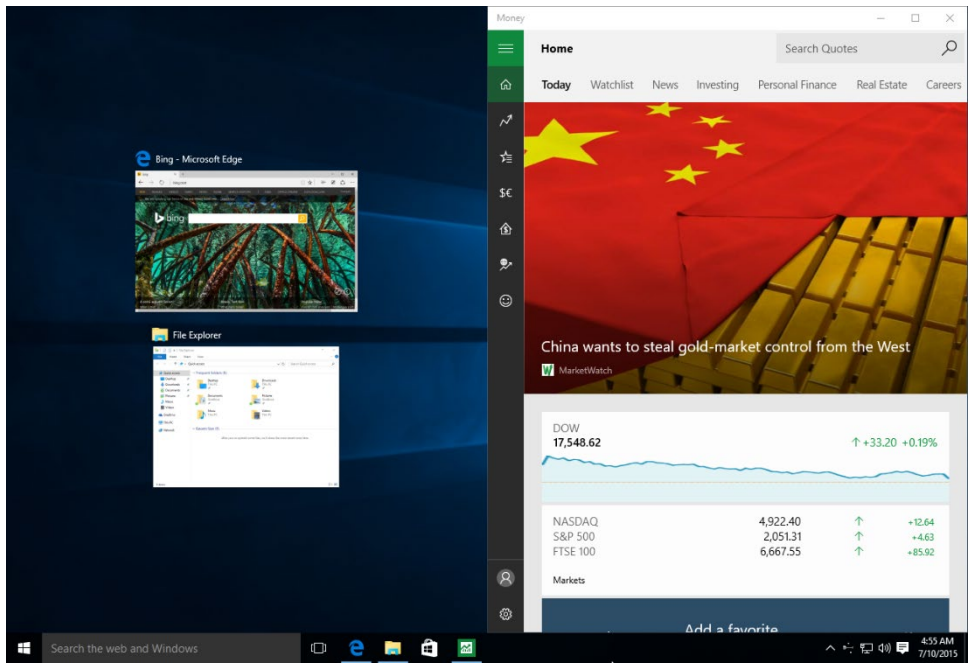 Money
Home
Search Quotes
Today Watchlist News Investing Personal Finance Real Estate Careers
Bing - Microsoft Edge
bing
File Explorer
$€
China wants to steal gold-market control from the West
MarketWatch
DOW
17,548.62 +33.20 +0.19%
NASDAQ 4,922.40 +12.64
S&P 500 2,051.31 +4.63
FTSE 100 6,667.55 +85.92
Markets
Add a favorite
Search the web and Windows
4:55 AM
7/10/2015